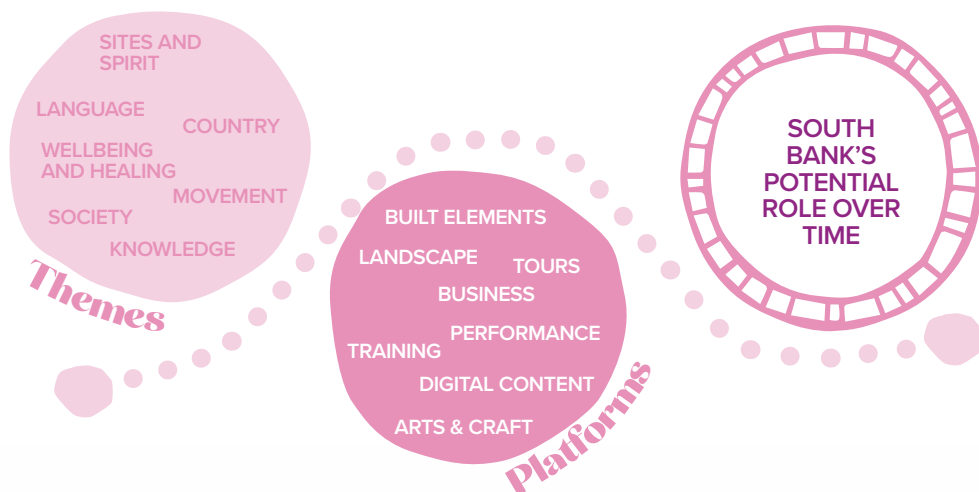 SITES AND
SPIRIT
LANGUAGE
COUNTRY
WELLBEING
AND HEALING
MOVEMENT
SOCIETY
KNOWLEDGE
Themes
BUILT ELEMENTS
LANDSCAPE
TOURS
BUSINESS
PERFORMANCE
TRAINING
DIGITAL CONTENT
ARTS & CRAFT
Platforms
SOUTH
BANK'S
POTENTIAL
ROLE OVER
TIME